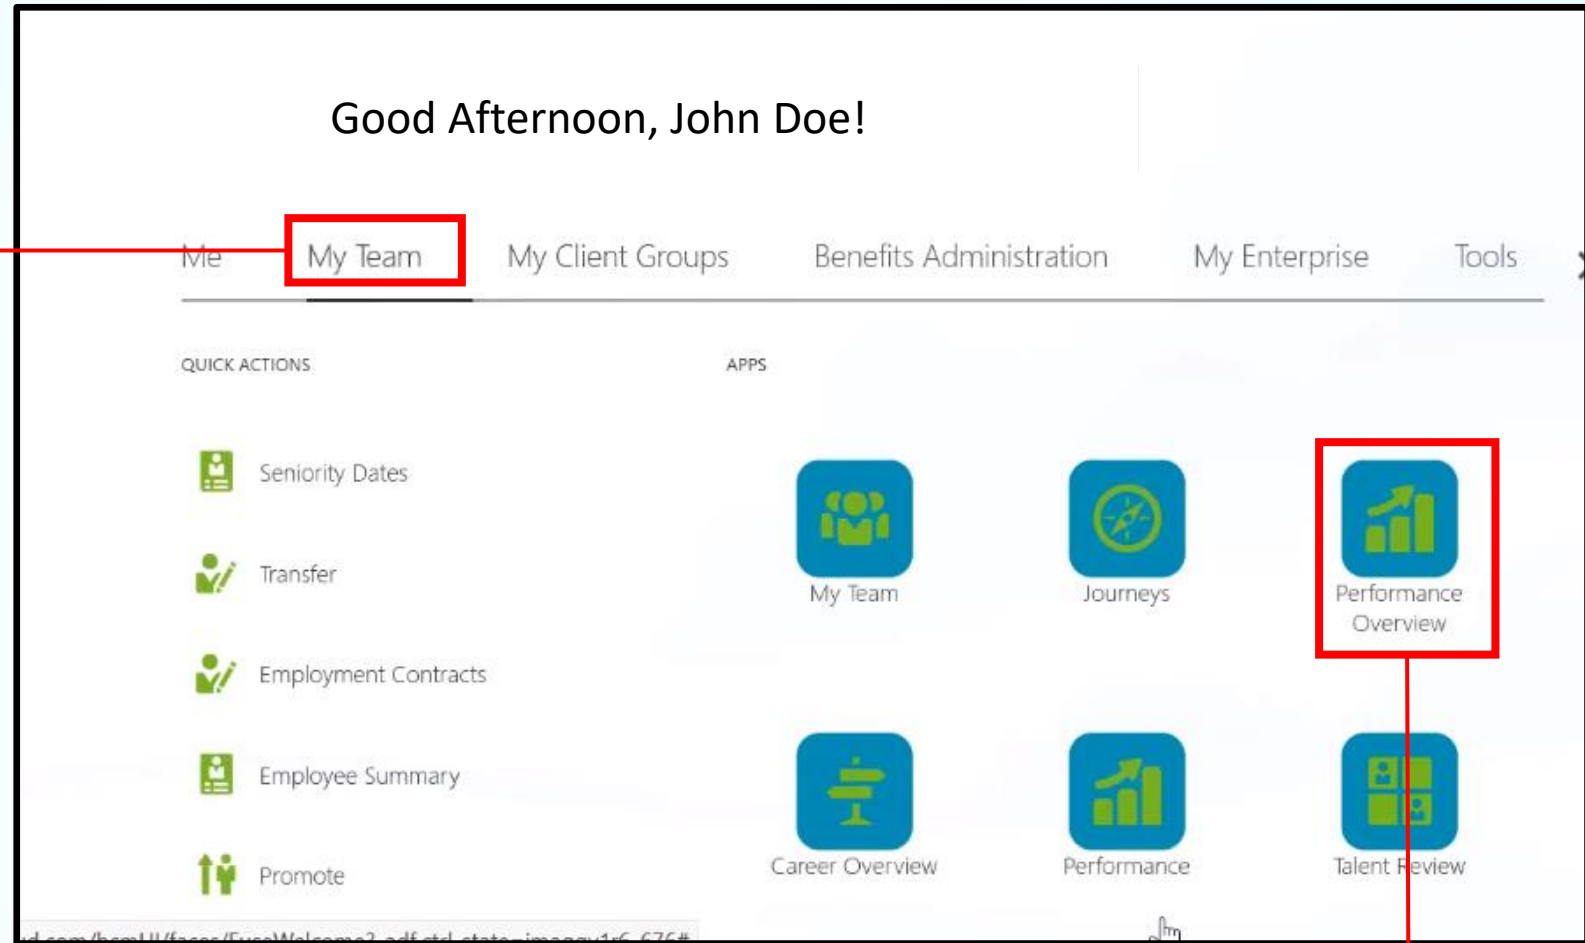 Good Afternoon, John Doe!
Me My Team My Client Groups Benefits Administration My Enterprise Tools
QUICK ACTIONS
Seniority Dates
Transfer
Employment Contracts
Employee Summary
Promote
APPS
My Team
Journeys
Performance
Overview
Career Overview
Performance
Talent Review